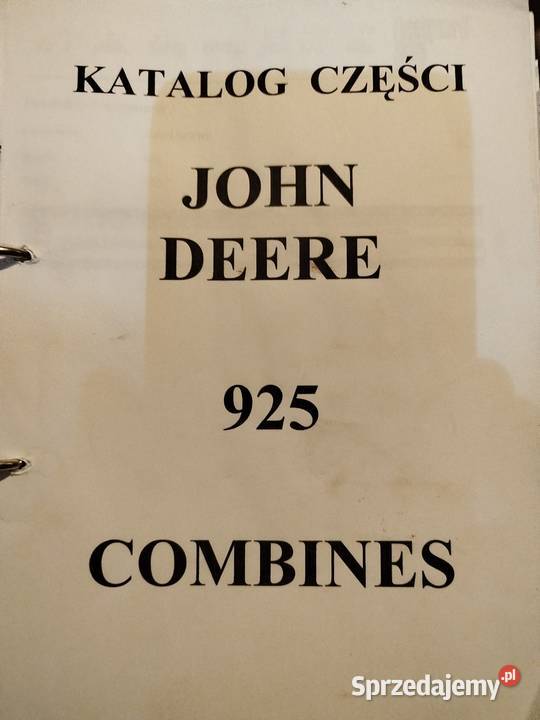 KATALOG CZĘŚCI
JOHN
DEERE
925
COMBINES
Sprzedajemy.pl